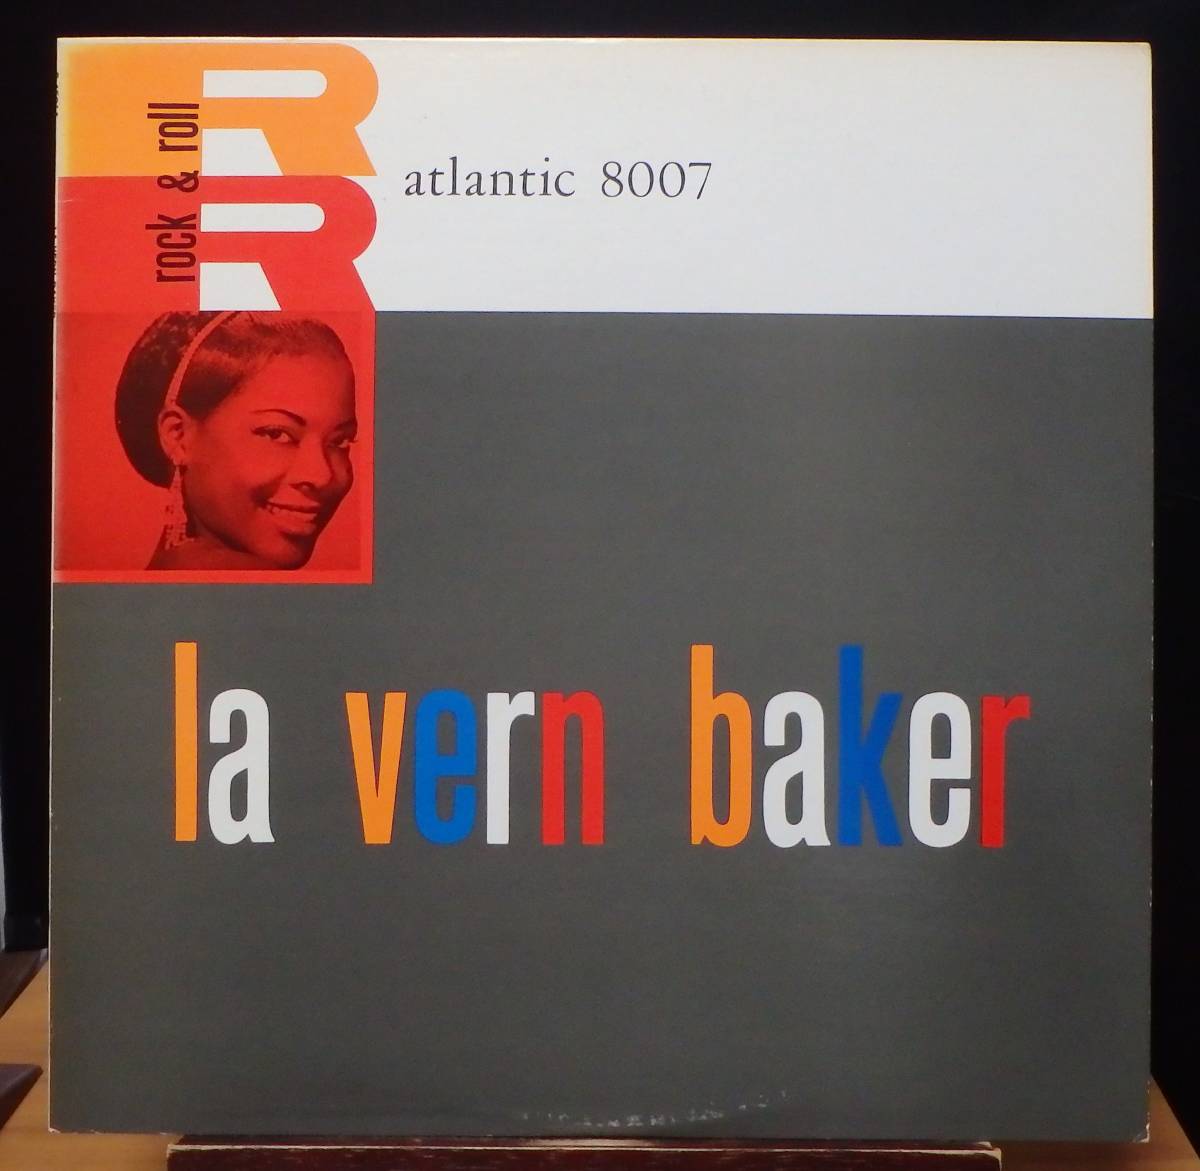 rock & roll
atlantic 8007
la vern baker